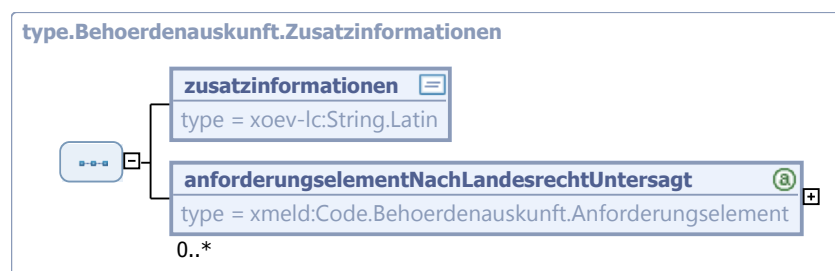 type.Behoerdenauskunft.Zusatzinformationen
zusatzinformationen
type = xoev-lc:String.Latin
anforderungselementNachLandesrechtUntersagt
type = xmeld:Code.Behoerdenauskunft.Anforderungselement
0..*